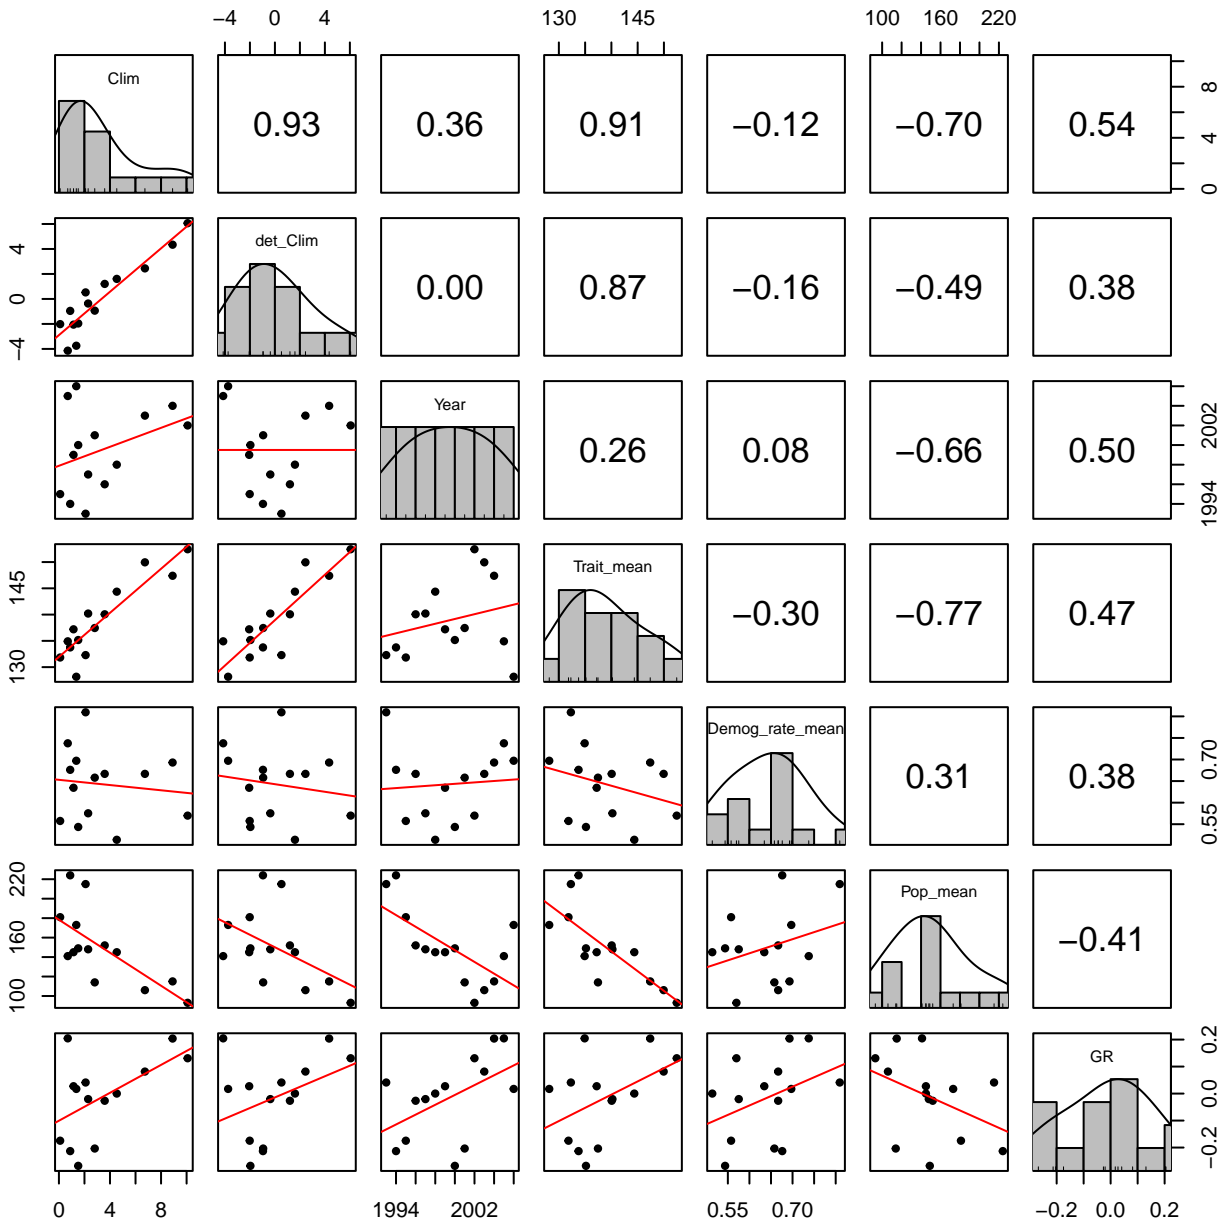 −4 0 4 130 145 100 160 220
Clim 0.93 0.36 0.91 −0.12 −0.70 0.54 0 4 8
−4 0 4 det_Clim 0.00 0.87 −0.16 −0.49 0.38
Year 0.26 0.08 −0.66 0.50 1994 2002
130 145 Trait_mean −0.30 −0.77 0.47
Demog_rate_mean 0.31 0.38 0.55 0.70
100 160 220 Pop_mean −0.41
GR −0.2 0.0 0.2
0 4 8 1994 2002 0.55 0.70 −0.2 0.0 0.2